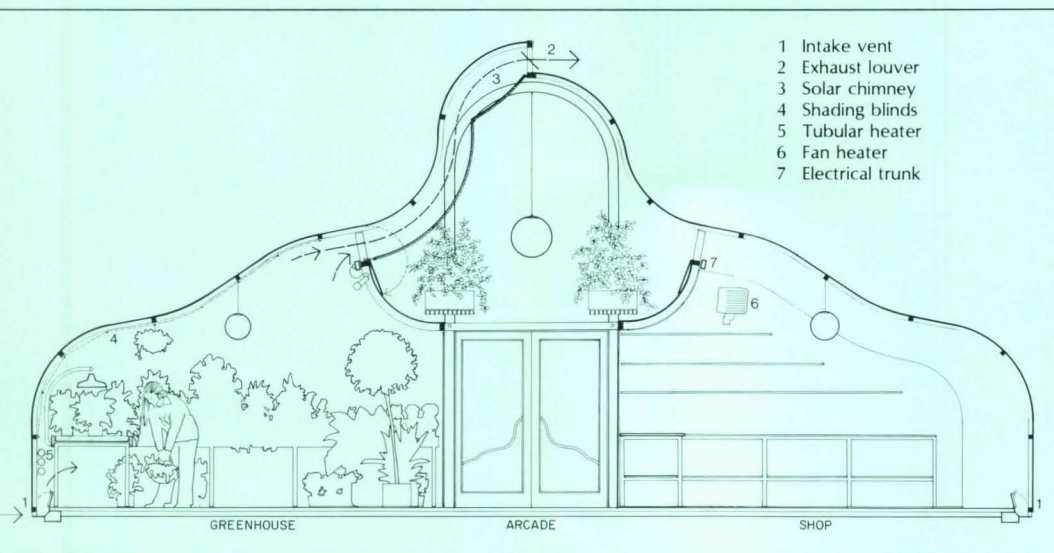 1 Intake vent
2 Exhaust louver
3 Solar chimney
4 Shading blinds
5 Tubular heater
6 Fan heater
7 Electrical trunk
2
3
7
6
4
5
1
1
GREENHOUSE ARCADE SHOP